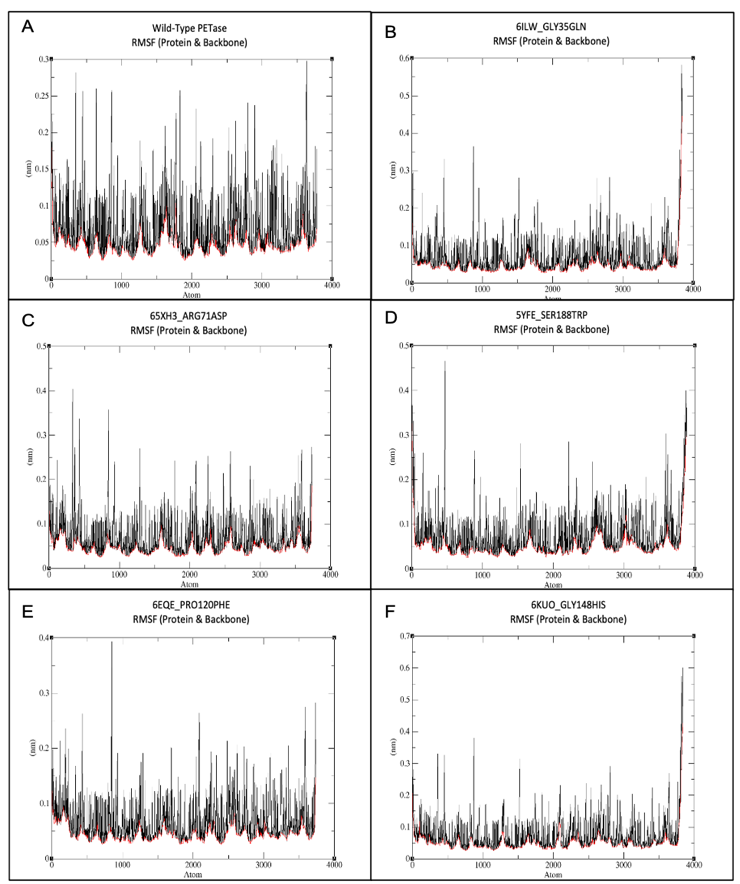 A
Wild-Type PETase
RMSF (Protein & Backbone)
0.3
0.25
0.2
0.15
0.1
0.05
0
(nm)
0
1000
2000
3000
4000
Atom
B
6ILW_GLY35GLN
RMSF (Protein & Backbone)
0.6
0.5
0.4
0.3
0.2
0.1
0
(nm)
0
1000
2000
3000
4000
Atom
C
65XH3_ARG71ASP
RMSF (Protein & Backbone)
0.5
0.4
0.3
0.2
0.1
0
(nm)
0
1000
2000
3000
4000
Atom
D
5YFE_SER188TRP
RMSF (Protein & Backbone)
0.5
0.4
0.3
0.2
0.1
0
(nm)
0
1000
2000
3000
4000
Atom
E
6EQE_PRO120PHE
RMSF (Protein & Backbone)
0.4
0.3
0.2
0.1
0
(nm)
0
1000
2000
3000
4000
Atom
F
6KUO_GLY148HIS
RMSF (Protein & Backbone)
0.7
0.6
0.5
0.4
0.3
0.2
0.1
0
(nm)
0
1000
2000
3000
4000
Atom